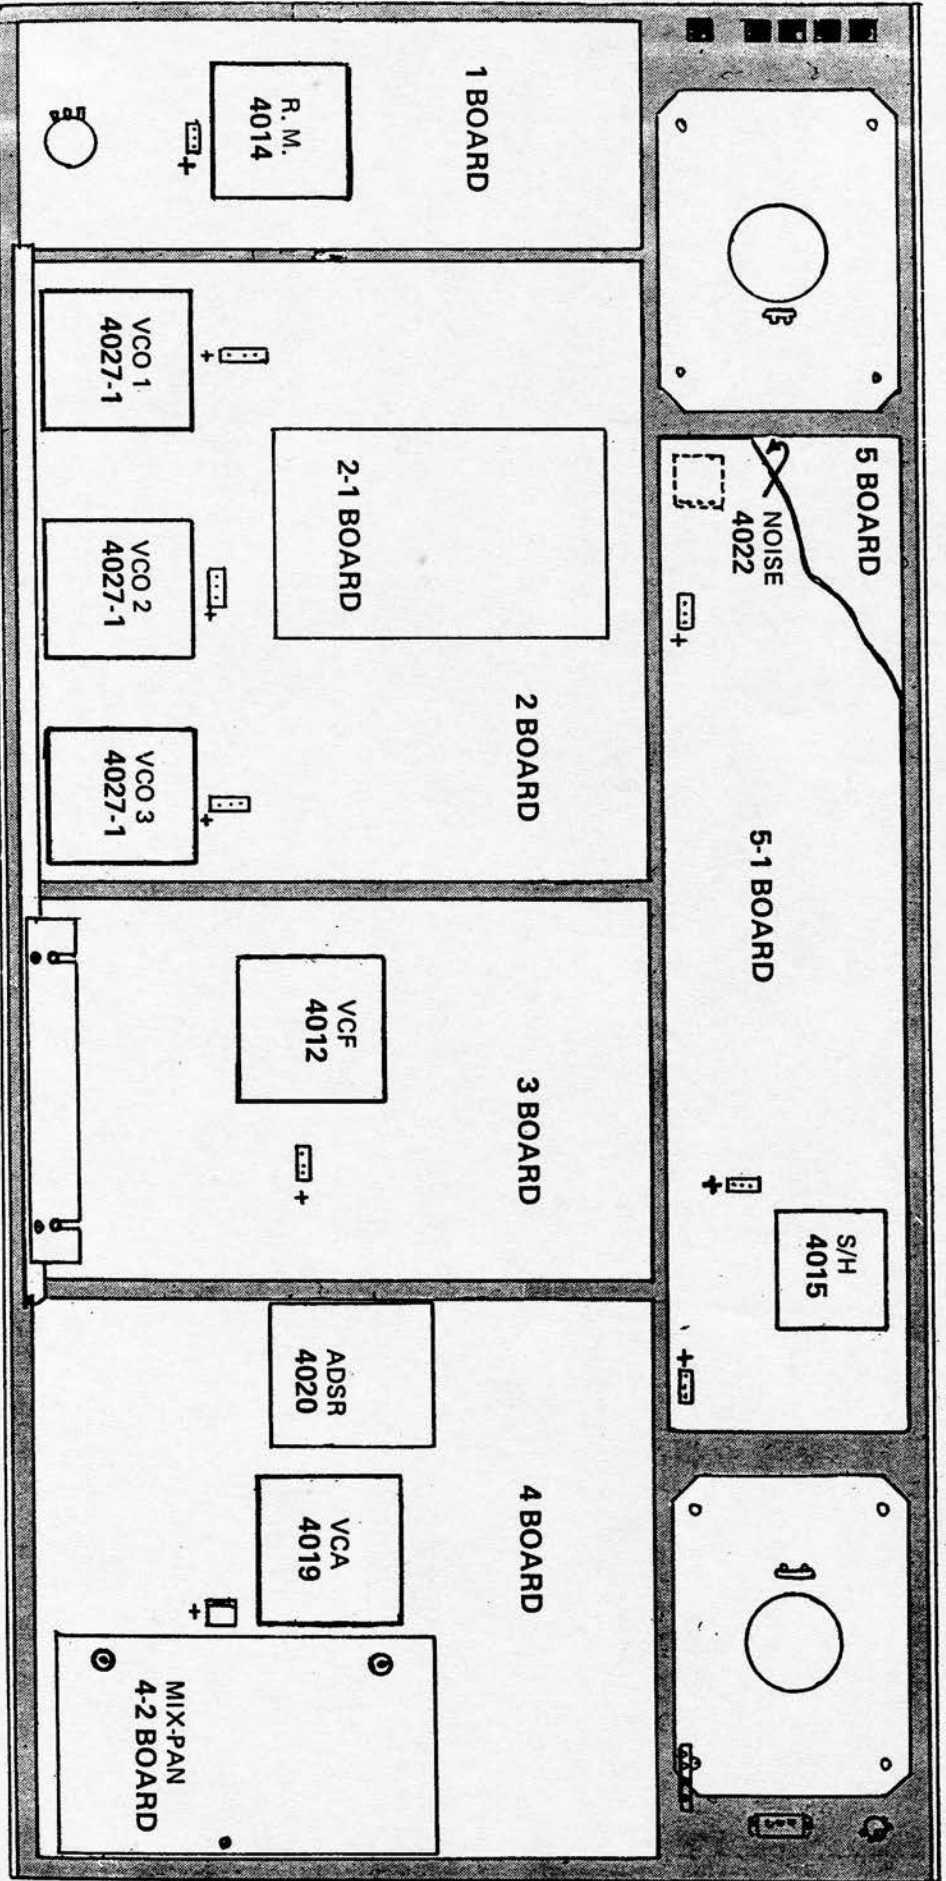 5 BOARD
NOISE
4022
5-1 BOARD
S/H
4015
1 BOARD
R. M.
4014
2 BOARD
2-1 BOARD
VCO 1
4027-1
VCO 2
4027-1
VCO 3
4027-1
3 BOARD
VCF
4012
4 BOARD
ADSR
4020
VCA
4019
MIX-PAN
4-2 BOARD